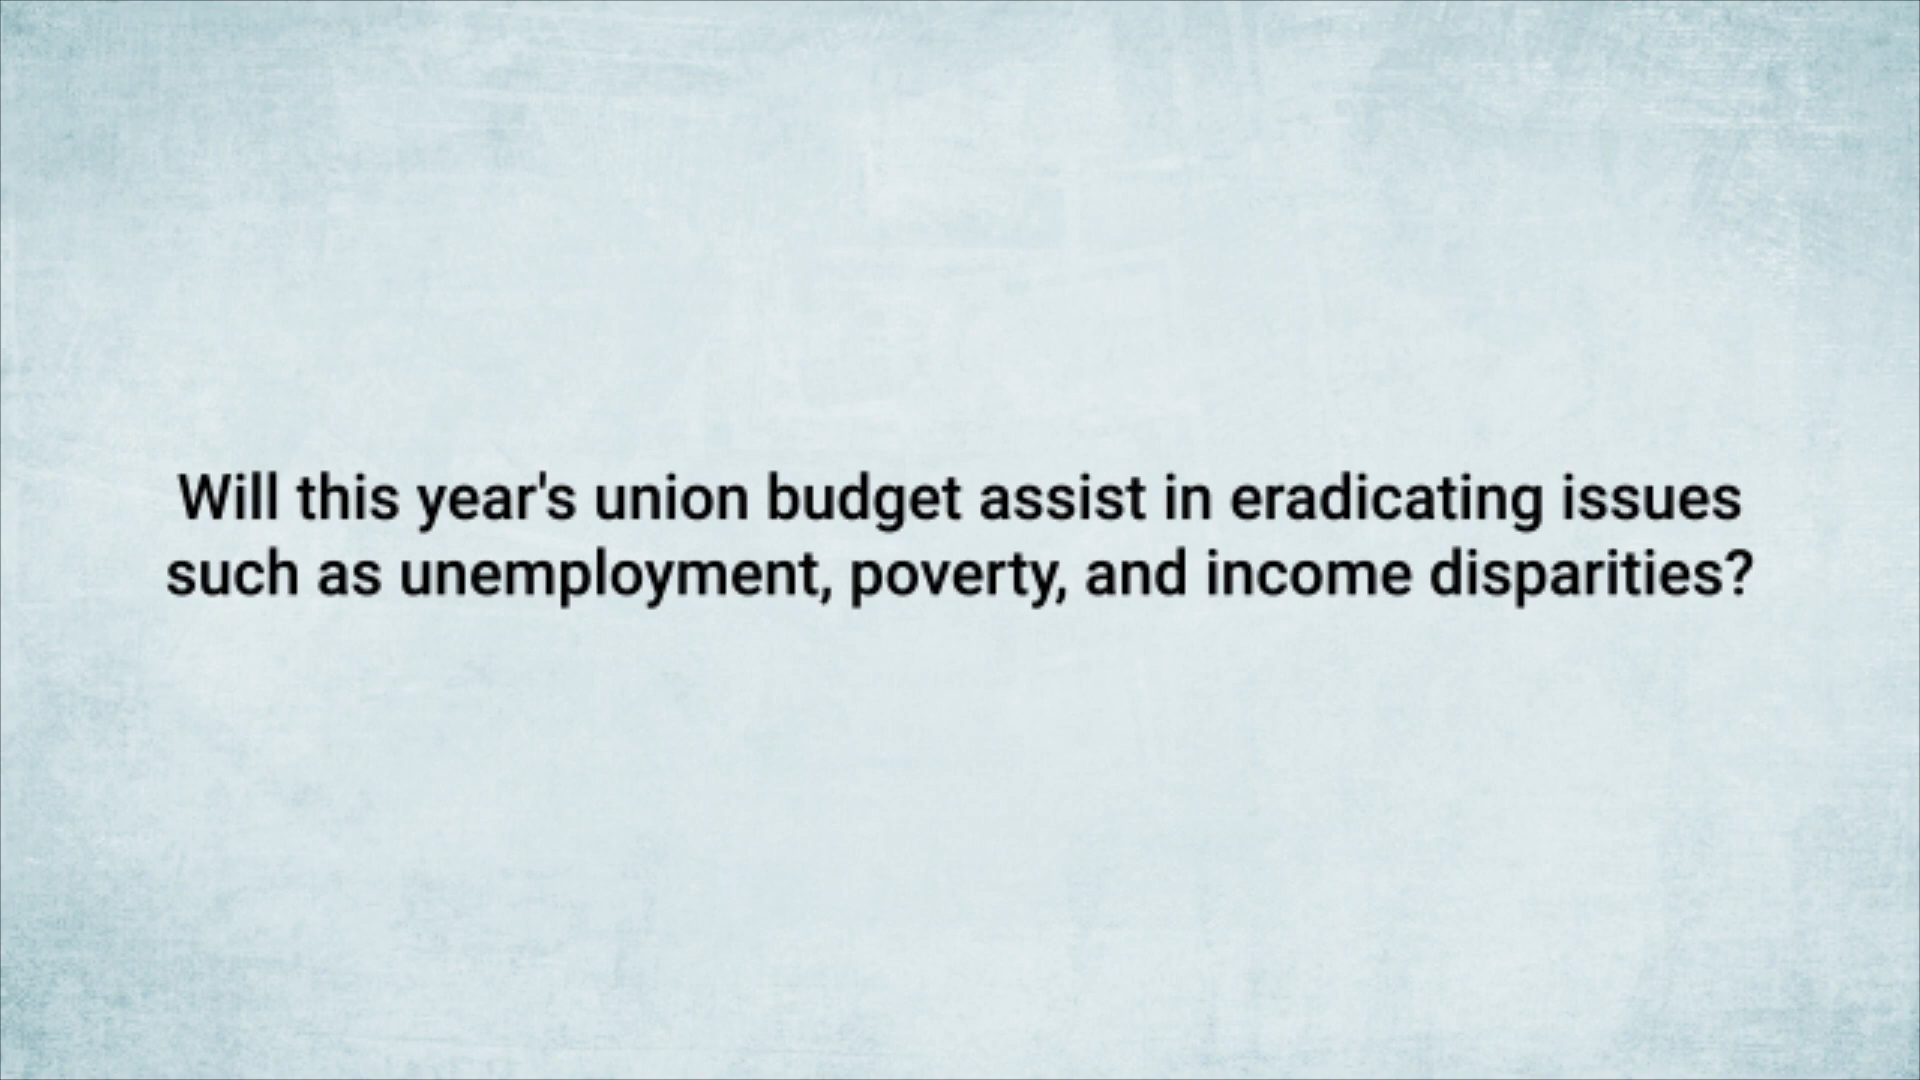 Will this year's union budget assist in eradicating issues
such as unemployment, poverty, and income disparities?